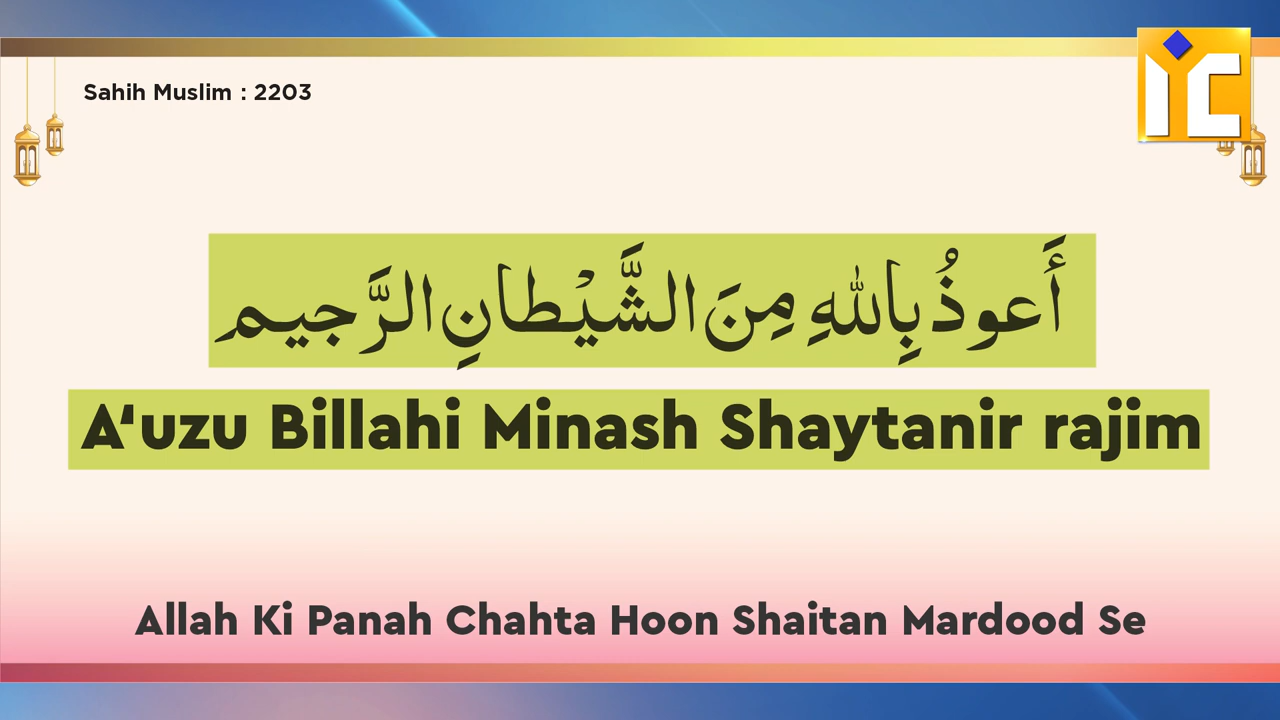 Sahih Muslim : 2203
IYC
أَعوذُ بِاللهِ مِنَ الشَّيْطانِ الرَّجيم
A‘uzu Billahi Minash Shaytanir rajim
Allah Ki Panah Chahta Hoon Shaitan Mardood Se